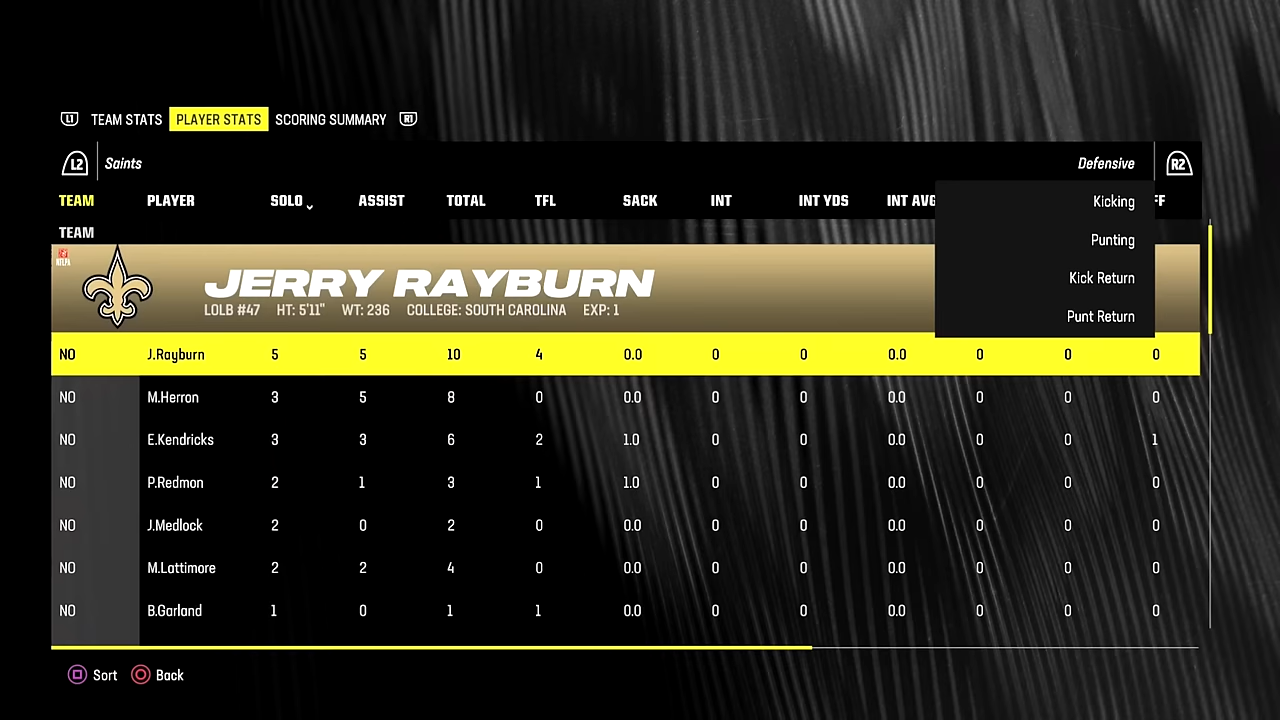 L1 TEAM STATS PLAYER STATS SCORING SUMMARY R1
L2 Saints Defensive R2
TEAM PLAYER SOLO ASSIST TOTAL TFL SACK INT INT YDS INT AVG FF
Kicking
TEAM
Punting
NFLPA
Kick Return
JERRY RAYBURN
LOLB #47 HT: 5'11" WT: 236 COLLEGE: SOUTH CAROLINA EXP: 1
Punt Return
NO J.Rayburn 5 5 10 4 0.0 0 0 0.0 0 0 0
NO M.Herron 3 5 8 0 0.0 0 0 0.0 0 0 0
NO E.Kendricks 3 3 6 2 1.0 0 0 0.0 0 0 1
NO P.Redmon 2 1 3 1 1.0 0 0 0.0 0 0 0
NO J.Medlock 2 0 2 0 0.0 0 0 0.0 0 0 0
NO M.Lattimore 2 2 4 0 0.0 0 0 0.0 0 0 0
NO B.Garland 1 0 1 1 0.0 0 0 0.0 0 0 0
Sort Back